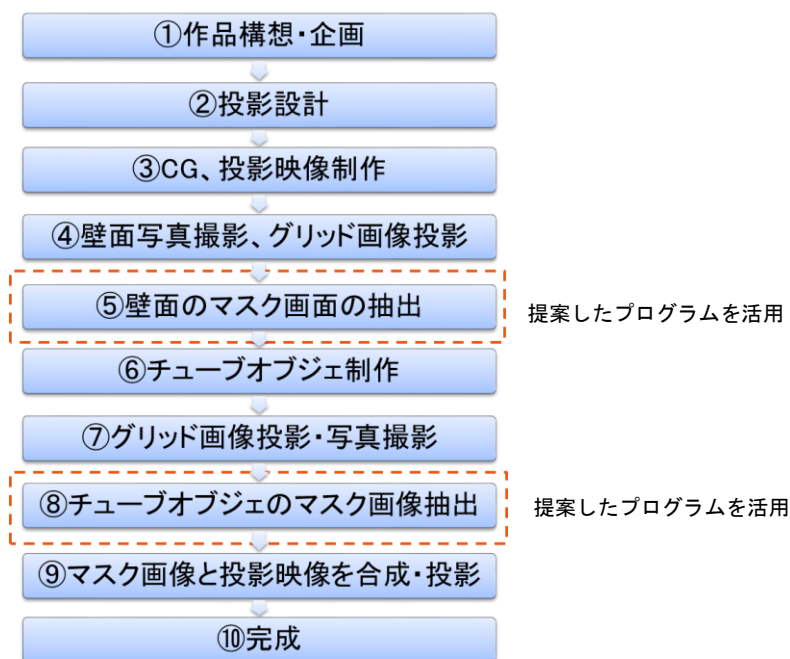 ①作品構想・企画
②投影設計
③CG、投影映像制作
④壁面写真撮影、グリッド画像投影
⑤壁面のマスク画面の抽出
提案したプログラムを活用
⑥チューブオブジェ制作
⑦グリッド画像投影・写真撮影
⑧チューブオブジェのマスク画像抽出
提案したプログラムを活用
⑨マスク画像と投影映像を合成・投影
⑩完成